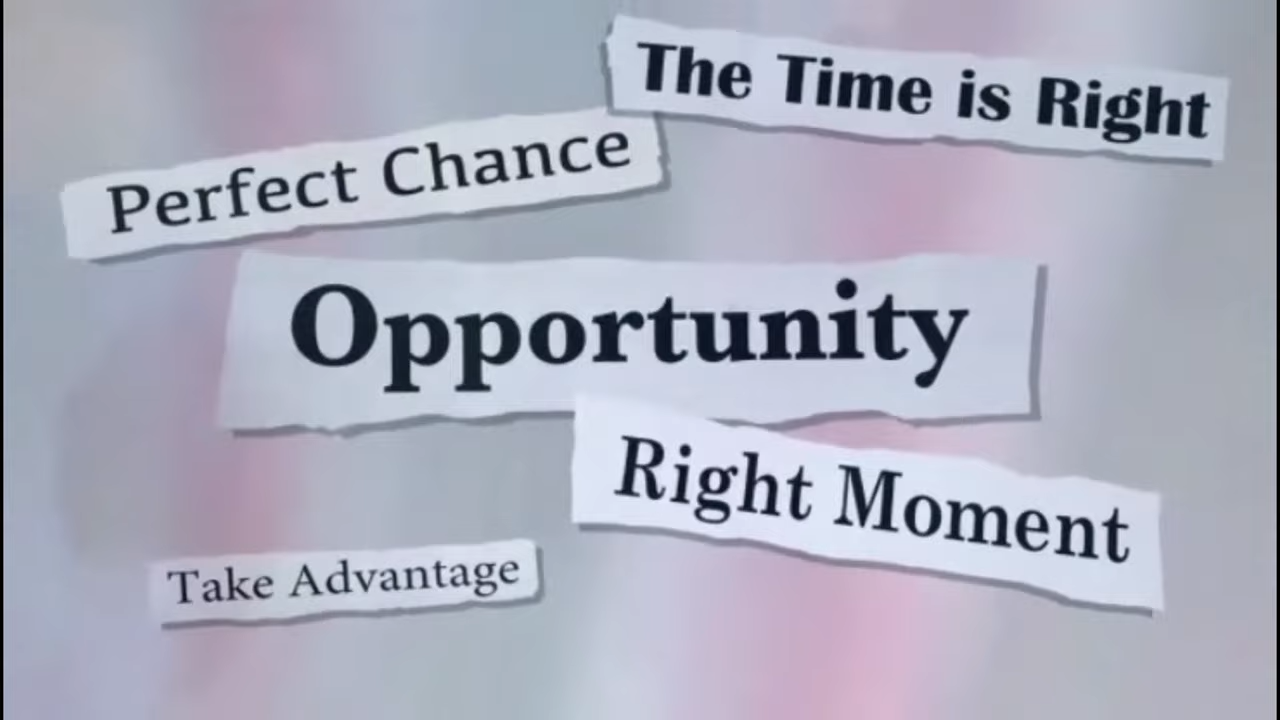 The Time is Right
Perfect Chance
Opportunity
Right Moment
Take Advantage